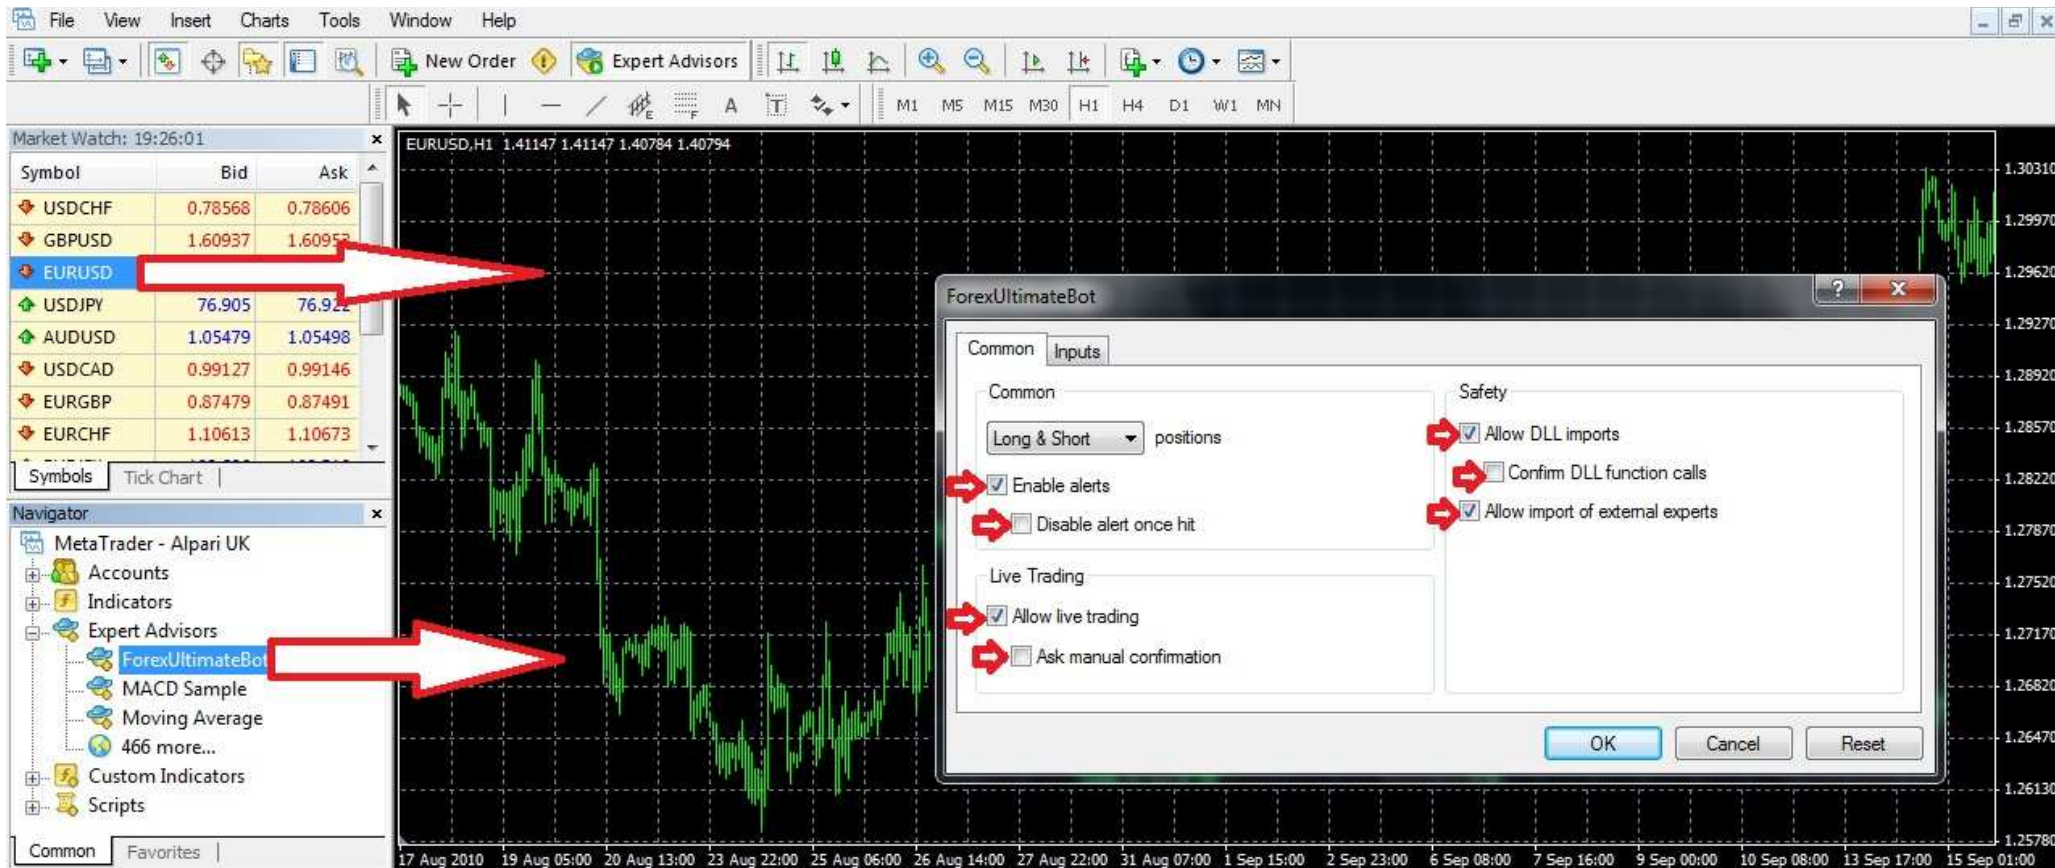 File View Insert Charts Tools Window Help
New Order Expert Advisors
E F A T M1 M5 M15 M30 H1 H4 D1 W1 MN
Market Watch: 19:26:01
Symbol Bid Ask
USDCHF 0.78568 0.78606
GBPUSD 1.60937 1.60953
EURUSD
USDJPY 76.905 76.922
AUDUSD 1.05479 1.05498
USDCAD 0.99127 0.99146
EURGBP 0.87479 0.87491
EURCHF 1.10613 1.10673
Symbols Tick Chart
Navigator
MetaTrader - Alpari UK
Accounts
Indicators
Expert Advisors
ForexUltimateBot
MACD Sample
Moving Average
466 more...
Custom Indicators
Scripts
Common Favorites
EURUSD,H1 1.41147 1.41147 1.40784 1.40794
1.30310
1.29970
1.29620
1.29270
1.28920
1.28570
1.28220
1.27870
1.27520
1.27170
1.26820
1.26470
1.26130
1.25780
17 Aug 2010 19 Aug 05:00 20 Aug 13:00 23 Aug 22:00 25 Aug 06:00 26 Aug 14:00 27 Aug 22:00 31 Aug 07:00 1 Sep 15:00 2 Sep 23:00 6 Sep 08:00 7 Sep 16:00 9 Sep 00:00 10 Sep 08:00 13 Sep 17:00 15 Sep 01:00
ForexUltimateBot
Common Inputs
Common
Long & Short positions
Enable alerts
Disable alert once hit
Live Trading
Allow live trading
Ask manual confirmation
Safety
Allow DLL imports
Confirm DLL function calls
Allow import of external experts
OK Cancel Reset